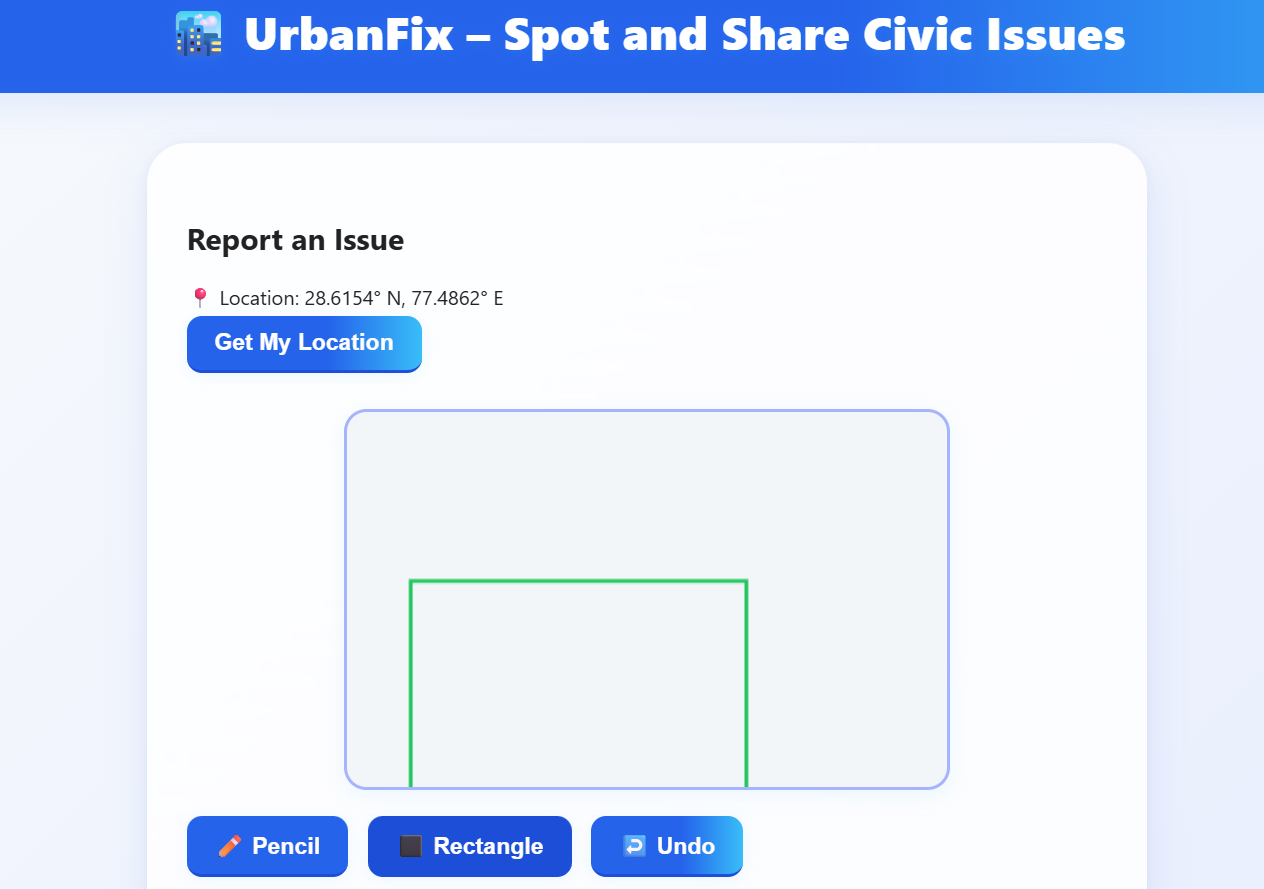 UrbanFix – Spot and Share Civic Issues
Report an Issue
Location: 28.6154° N, 77.4862° E
Get My Location
Pencil
Rectangle
Undo